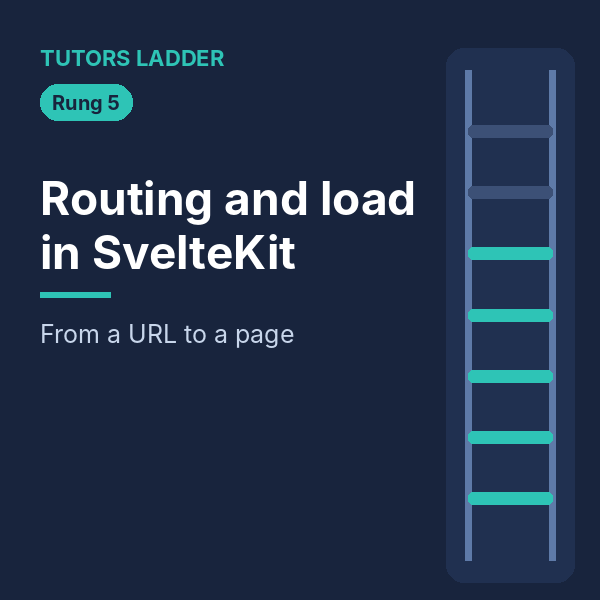 TUTORS LADDER
Rung 5
Routing and load
in SvelteKit
From a URL to a page